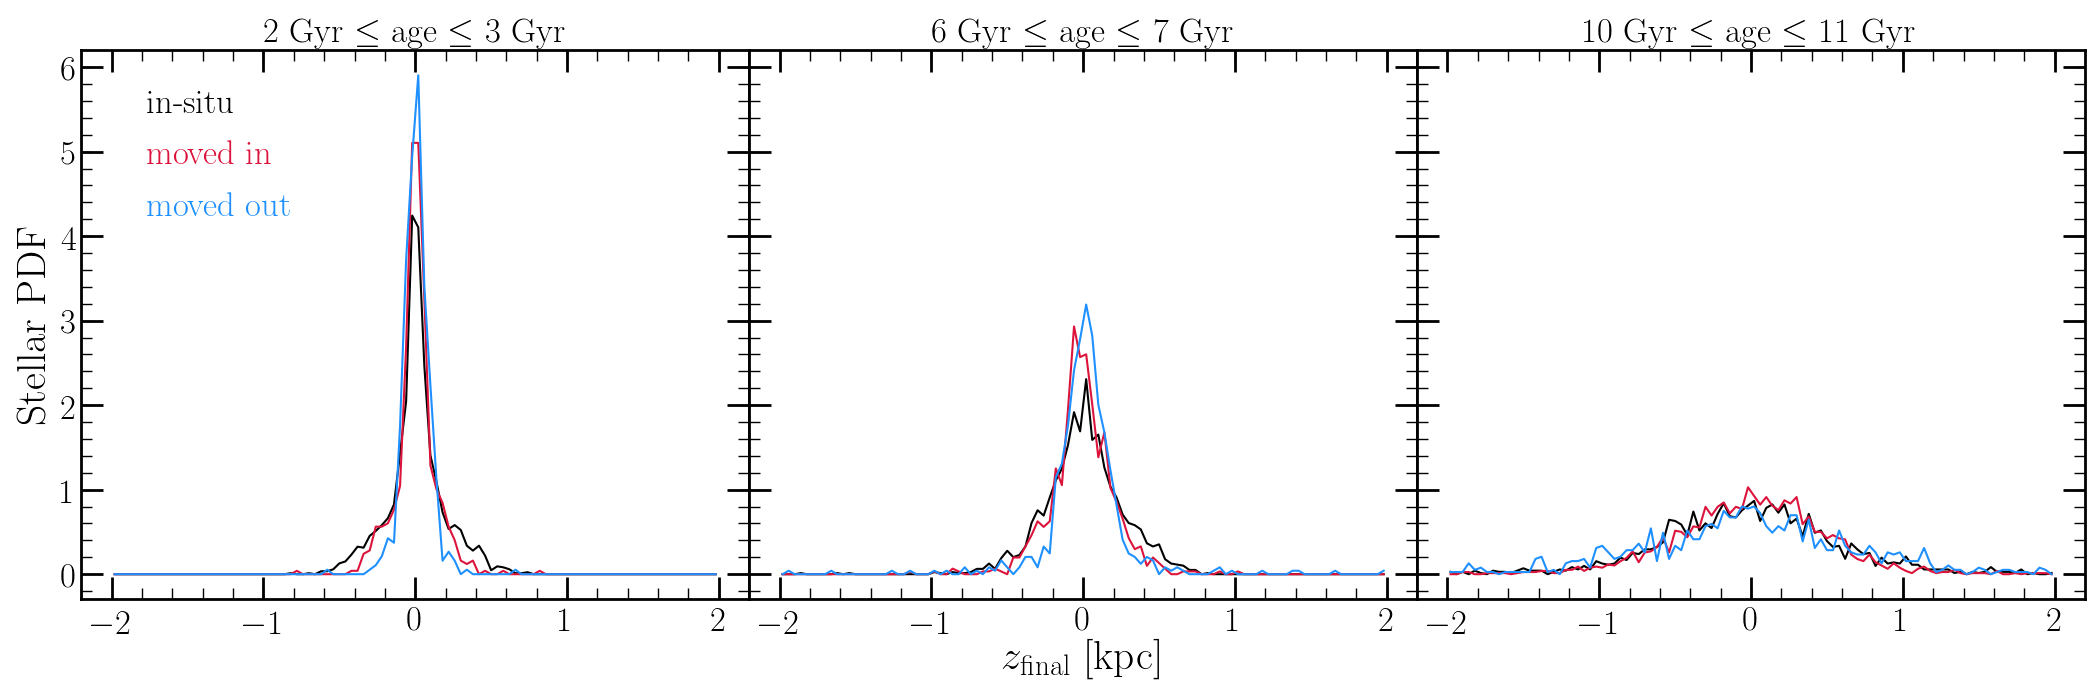 2 Gyr ≤ age ≤ 3 Gyr
6 Gyr ≤ age ≤ 7 Gyr
10 Gyr ≤ age ≤ 11 Gyr
in-situ
moved in
moved out
Stellar PDF
6
5
4
3
2
1
0
−2 −1 0 1 2
−2 −1 0 1 2
−2 −1 0 1 2
z_final [kpc]